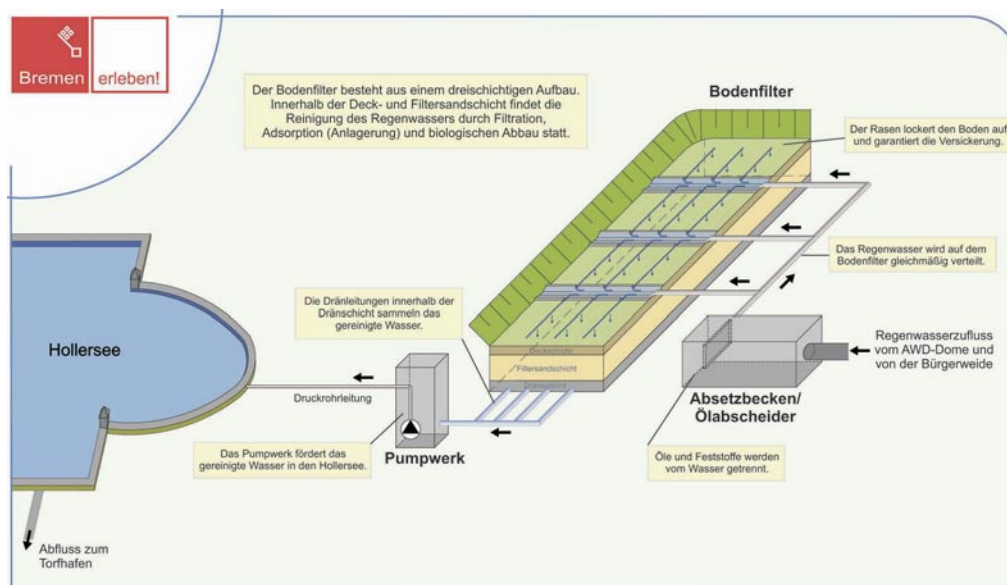 Bremen erleben!
Der Bodenfilter besteht aus einem dreischichtigen Aufbau.
Innerhalb der Deck- und Filtersandschicht findet die
Reinigung des Regenwassers durch Filtration,
Adsorption (Anlagerung) und biologischen Abbau statt.
Bodenfilter
Der Rasen lockert den Boden auf
und garantiert die Versickerung.
Das Regenwasser wird auf dem
Bodenfilter gleichmäßig verteilt.
Die Dränleitungen innerhalb der
Dränschicht sammeln das
gereinigte Wasser.
Hollersee
Deckschicht
Filtersandschicht
Dränschicht
Regenwasserzufluss
vom AWD-Dome und
von der Bürgerweide
Absetzbecken/
Ölabscheider
Druckrohrleitung
Das Pumpwerk fördert das
gereinigte Wasser in den Hollersee.
Pumpwerk
Öle und Feststoffe werden
vom Wasser getrennt.
Abfluss zum
Torfhafen